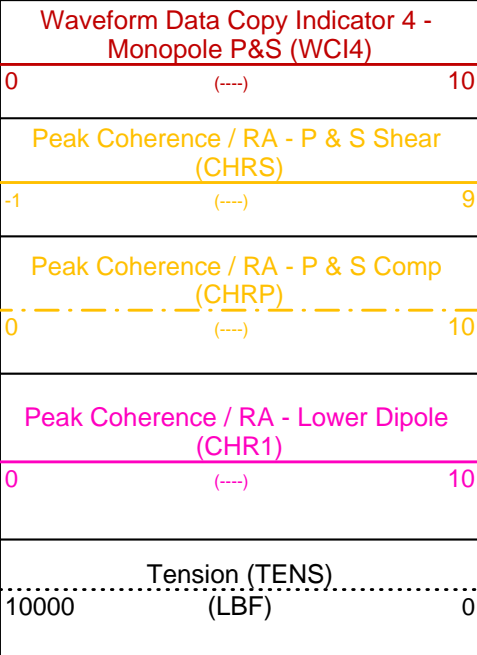 Waveform Data Copy Indicator 4 -
Monopole P&S (WCI4)
0 (----) 10
Peak Coherence / RA - P & S Shear
(CHRS)
-1 (----) 9
Peak Coherence / RA - P & S Comp
(CHRP)
0 (----) 10
Peak Coherence / RA - Lower Dipole
(CHR1)
0 (----) 10
Tension (TENS)
10000 (LBF) 0